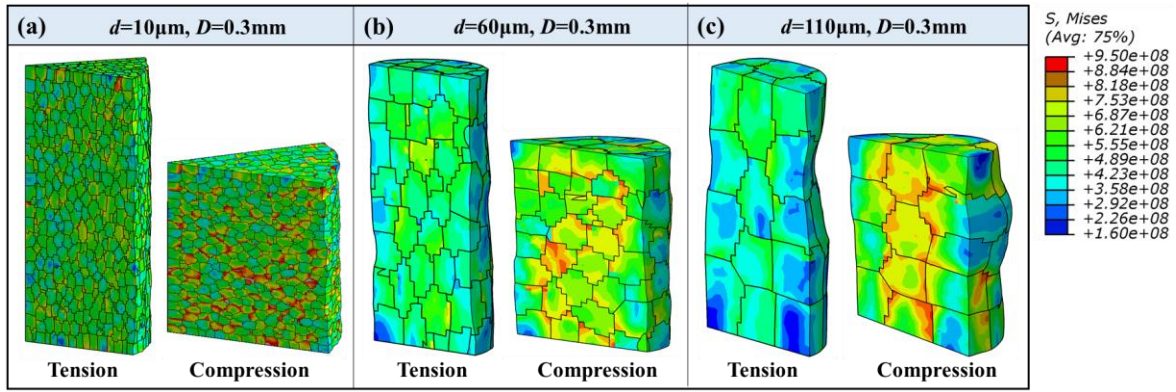 (a) d=10μm, D=0.3mm
(b) d=60μm, D=0.3mm
(c) d=110μm, D=0.3mm
Tension Compression
Tension Compression
Tension Compression
S, Mises
(Avg: 75%)
+9.50e+08
+8.84e+08
+8.18e+08
+7.53e+08
+6.87e+08
+6.21e+08
+5.55e+08
+4.89e+08
+4.23e+08
+3.58e+08
+2.92e+08
+2.26e+08
+1.60e+08